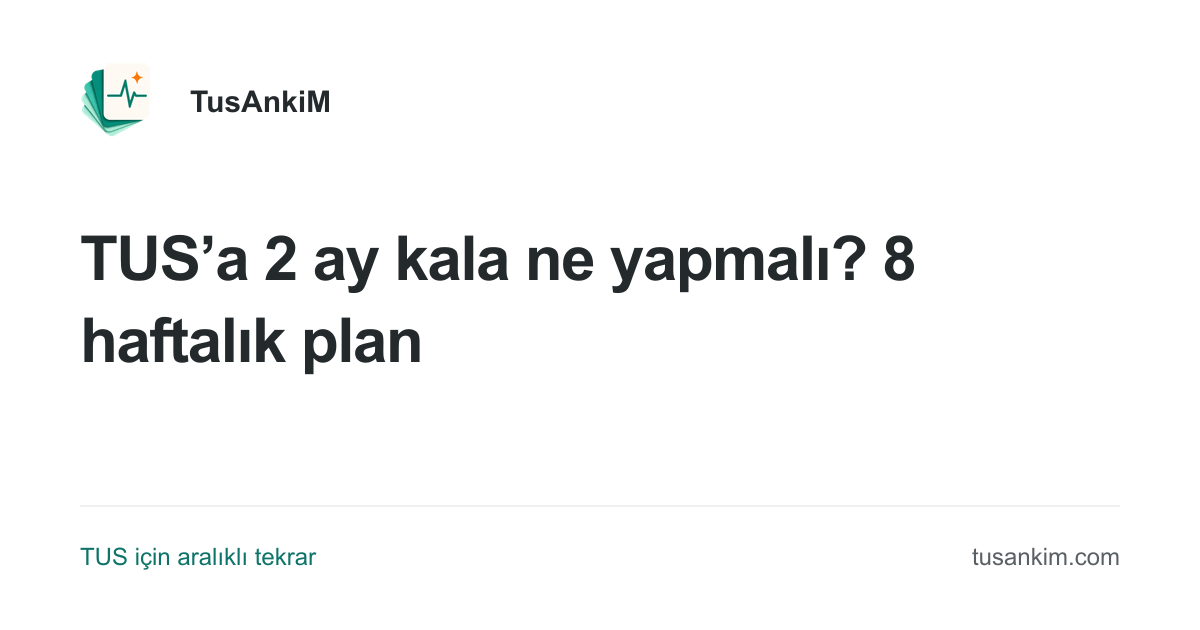 TusAnkiM
TUS’a 2 ay kala ne yapmalı? 8
haftalık plan
TUS için aralıklı tekrar
tusankim.com